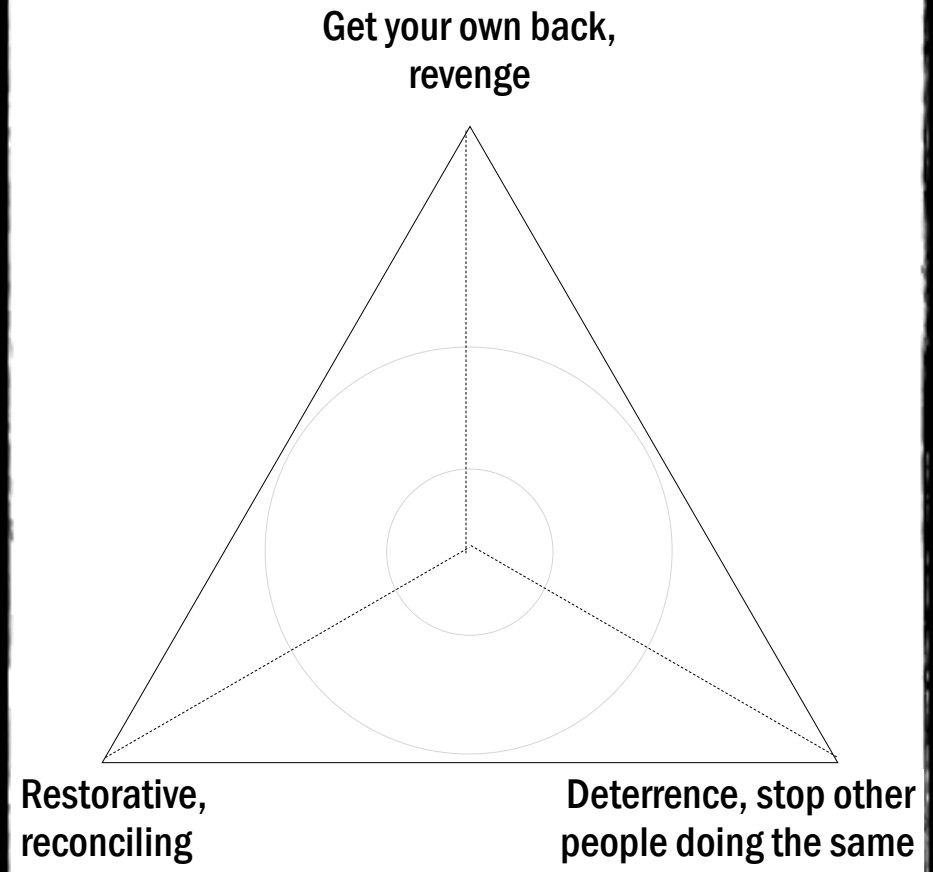 Get your own back,
revenge
Restorative,
reconciling
Deterrence, stop other
people doing the same